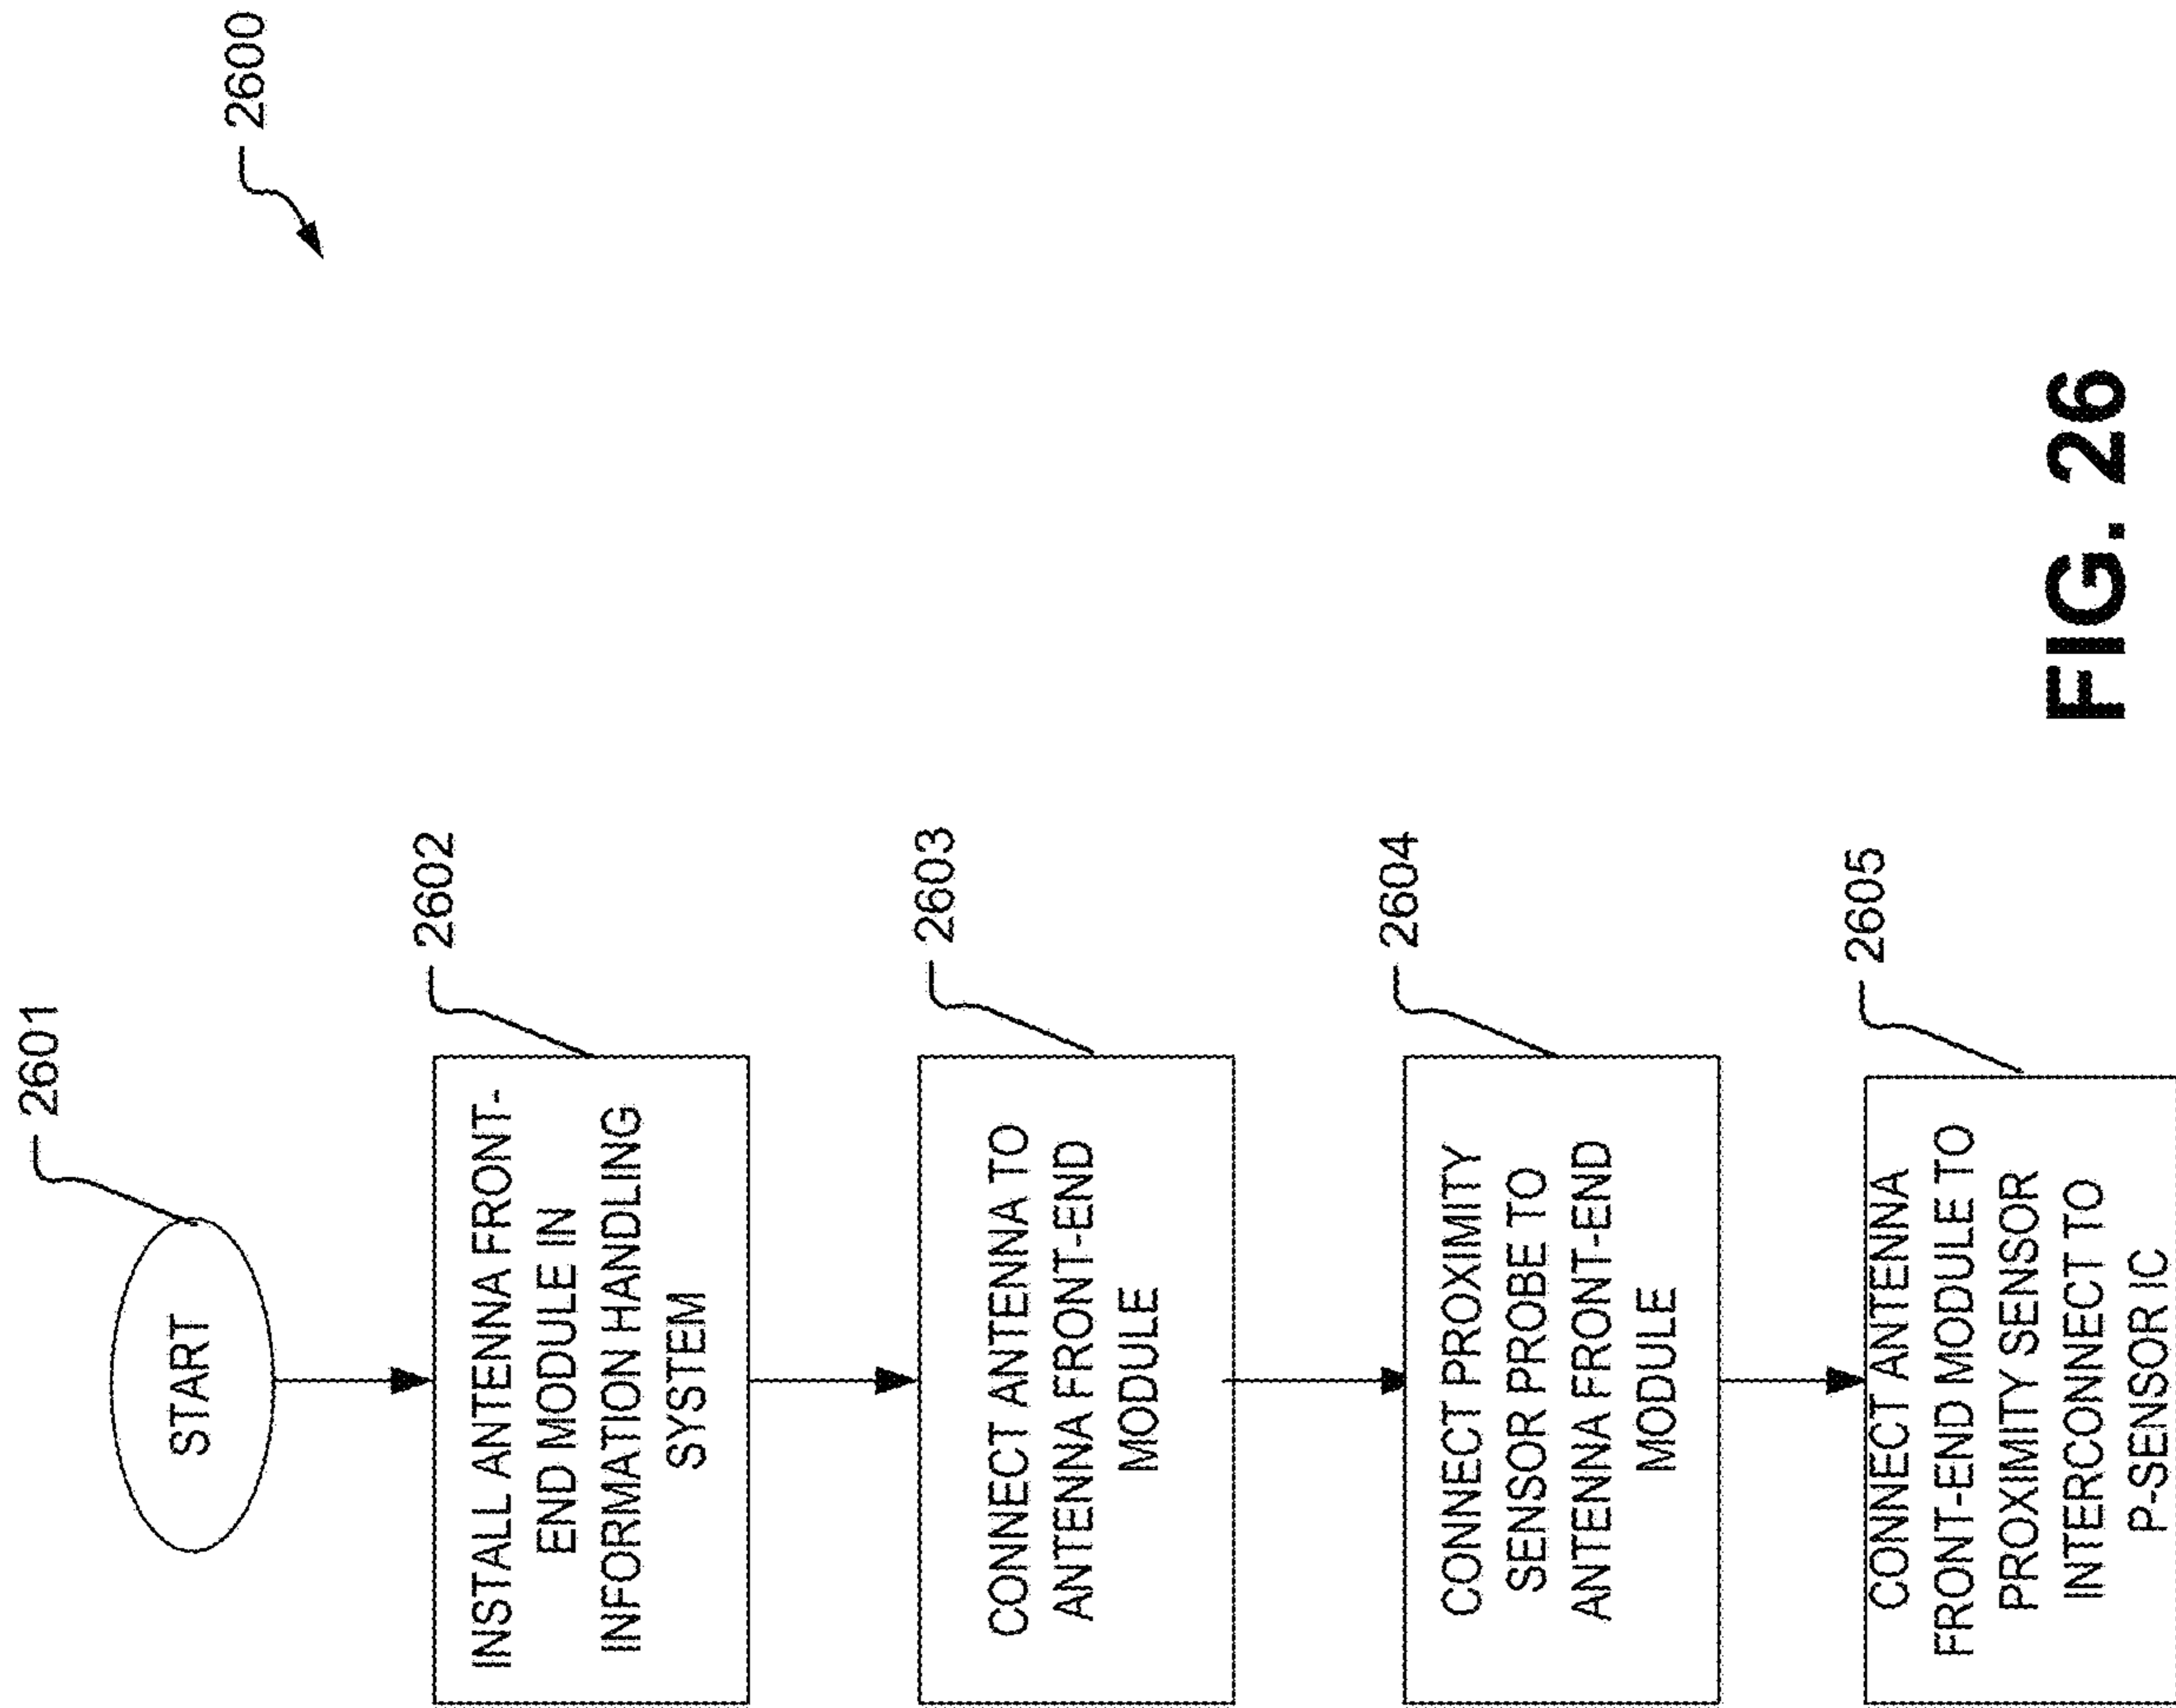 2600
2601
START
2602
INSTALL ANTENNA FRONT-
END MODULE IN
INFORMATION HANDLING
SYSTEM
2603
CONNECT ANTENNA TO
ANTENNA FRONT-END
MODULE
2604
CONNECT PROXIMITY
SENSOR PROBE TO
ANTENNA FRONT-END
MODULE
2605
CONNECT ANTENNA
FRONT-END MODULE TO
PROXIMITY SENSOR
INTERCONNECT TO
P-SENSOR IC
FIG. 26